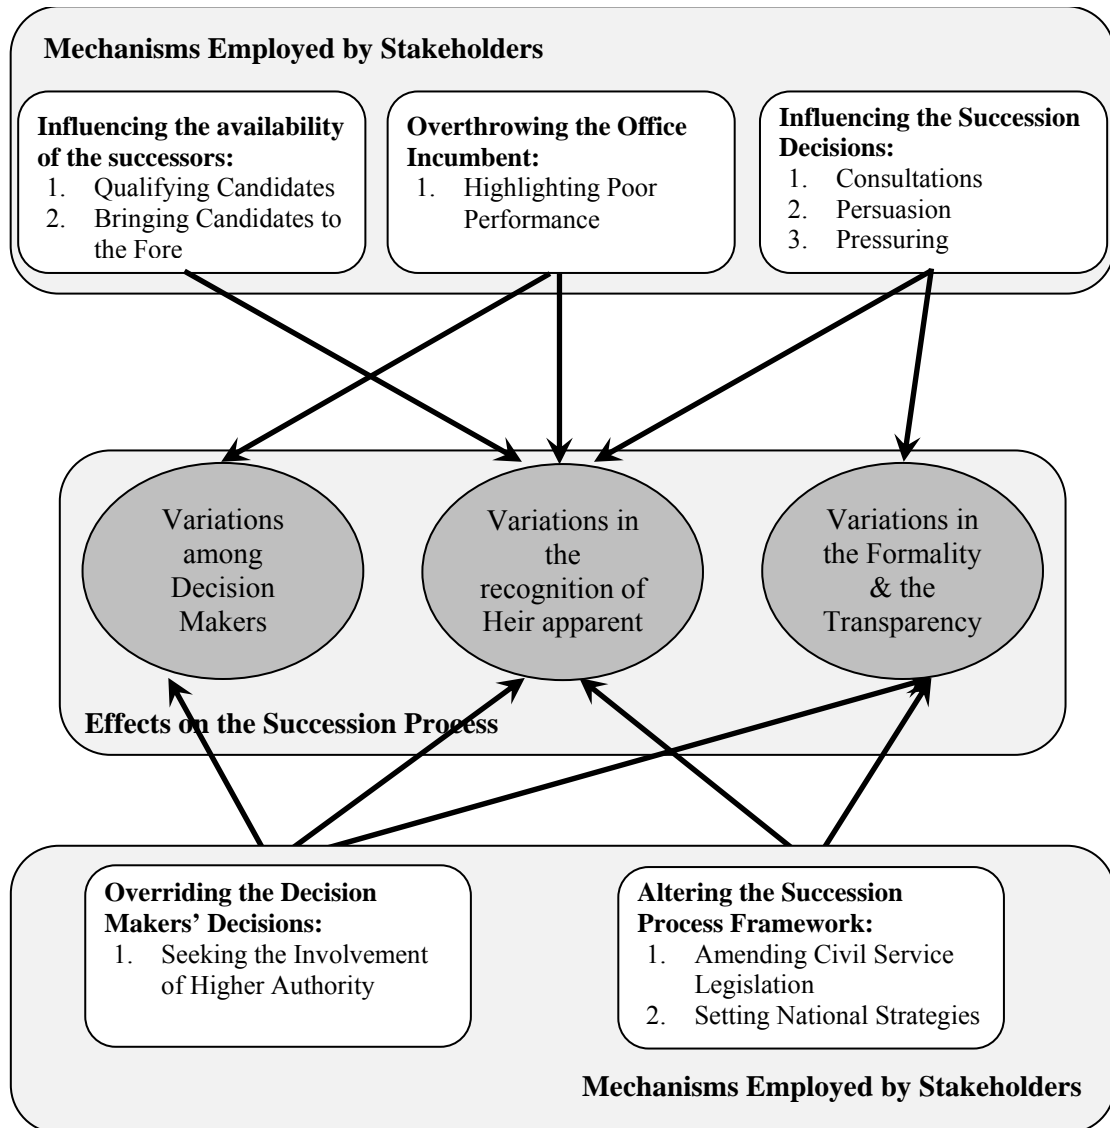 Mechanisms Employed by Stakeholders
Influencing the availability
of the successors:
1. Qualifying Candidates
2. Bringing Candidates to
the Fore
Overthrowing the Office
Incumbent:
1. Highlighting Poor
Performance
Influencing the Succession
Decisions:
1. Consultations
2. Persuasion
3. Pressuring
Variations
among
Decision
Makers
Variations in
the
recognition of
Heir apparent
Variations in
the Formality
& the
Transparency
Effects on the Succession Process
Overriding the Decision
Makers’ Decisions:
1. Seeking the Involvement
of Higher Authority
Altering the Succession
Process Framework:
1. Amending Civil Service
Legislation
2. Setting National Strategies
Mechanisms Employed by Stakeholders